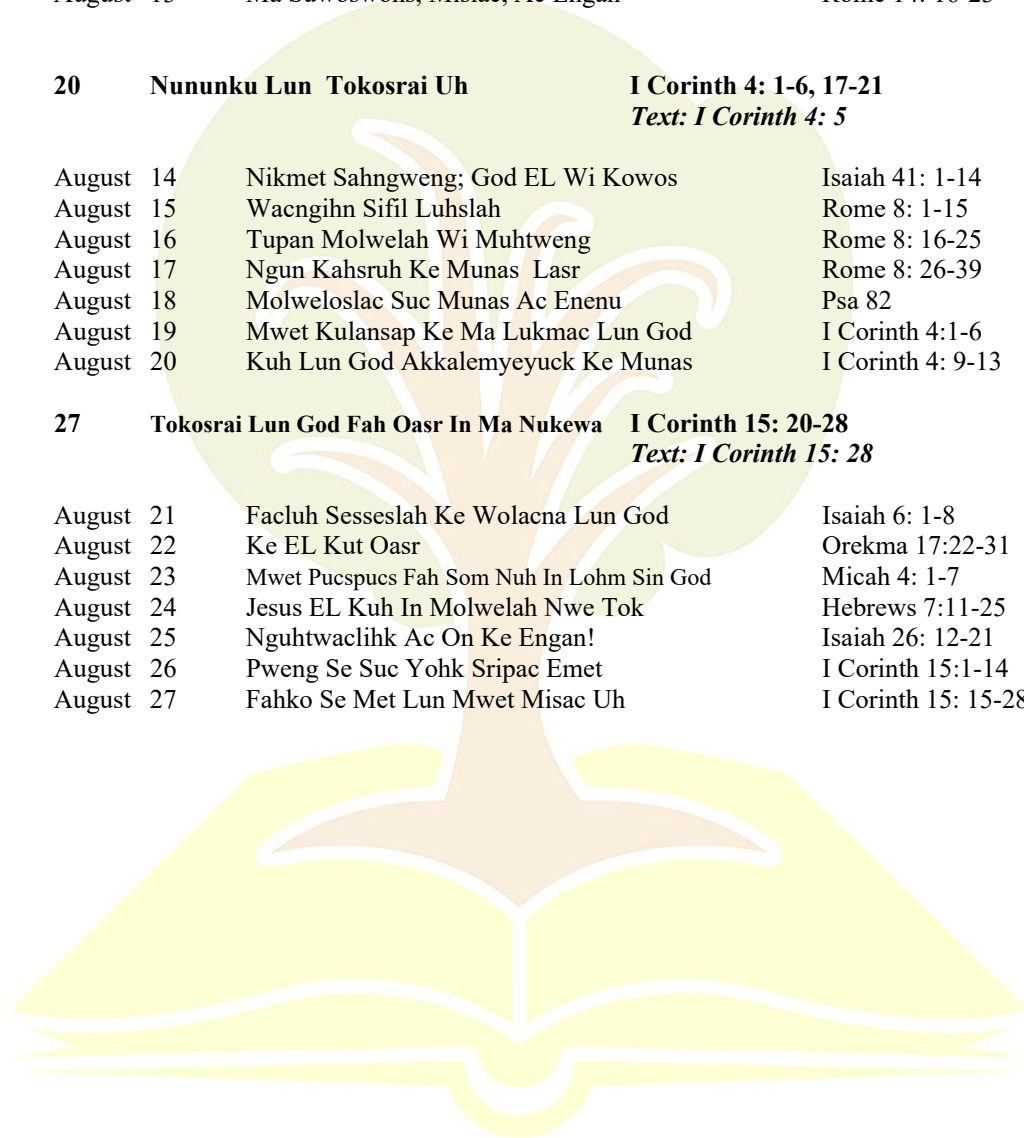 20 Nununku Lun Tokosrai Uh I Corinth 4: 1-6, 17-21
Text: I Corinth 4: 5
August 14 Nikmet Sahngweng; God EL Wi Kowos Isaiah 41: 1-14
August 15 Wacngihn Sifil Luhslah Rome 8: 1-15
August 16 Tupan Molwelah Wi Muhtweng Rome 8: 16-25
August 17 Ngun Kahsruh Ke Munas Lasr Rome 8: 26-39
August 18 Molweloslac Suc Munas Ac Enenu Psa 82
August 19 Mwet Kulansap Ke Ma Lukmac Lun God I Corinth 4:1-6
August 20 Kuh Lun God Akkalemyeyuck Ke Munas I Corinth 4: 9-13
27 Tokosrai Lun God Fah Oasr In Ma Nukewa I Corinth 15: 20-28
Text: I Corinth 15: 28
August 21 Facluh Sesseslah Ke Wolacna Lun God Isaiah 6: 1-8
August 22 Ke EL Kut Oasr Orekma 17:22-31
August 23 Mwet Pucspucs Fah Som Nuh In Lohm Sin God Micah 4: 1-7
August 24 Jesus EL Kuh In Molwelah Nwe Tok Hebrews 7:11-25
August 25 Nguhtwaclihk Ac On Ke Engan! Isaiah 26: 12-21
August 26 Pweng Se Suc Yohk Sripac Emet I Corinth 15:1-14
August 27 Fahko Se Met Lun Mwet Misac Uh I Corinth 15: 15-28